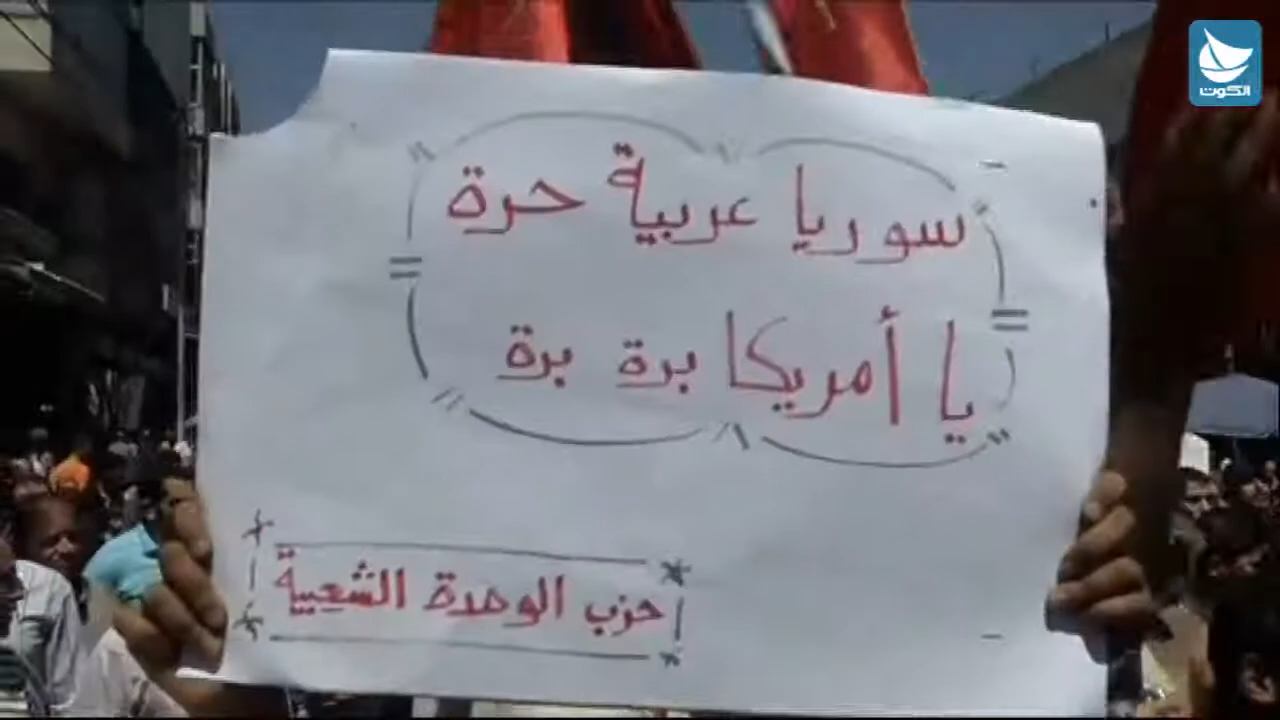 الكوت
سوريا عربية حرة
يا أمريكا برة برة
حزب الوحدة الشعبية